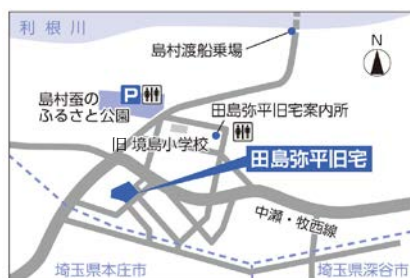 利根川
島村渡船乗場
N
島村蚕の
ふるさと公園
P
田島弥平旧宅案内所
旧境島小学校
田島弥平旧宅
中瀬・牧西線
埼玉県本庄市
埼玉県深谷市